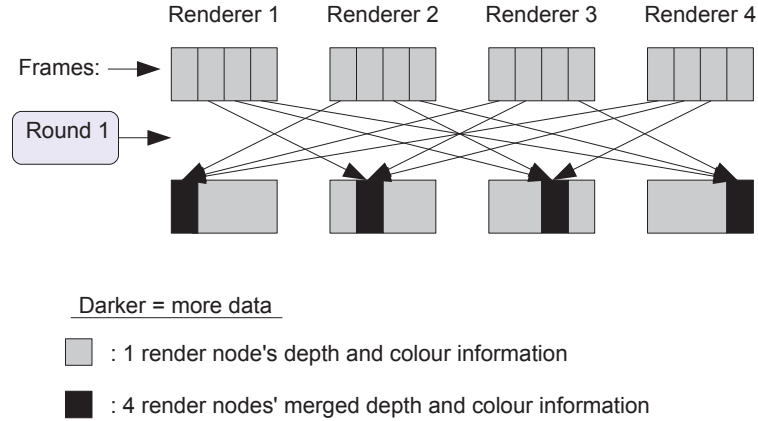 Renderer 1 Renderer 2 Renderer 3 Renderer 4
Frames:
Round 1
Darker = more data
: 1 render node's depth and colour information
: 4 render nodes' merged depth and colour information